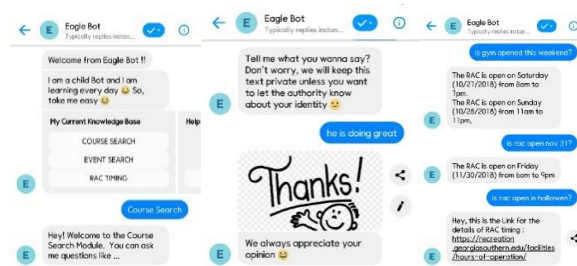 Eagle Bot
Typically replies instan...
Welcome from Eagle Bot !!
I am a child Bot and I am
learning every day 😂 So,
take me easy 😂
My Current Knowledge Base
Help
COURSE SEARCH
EVENT SEARCH
RAC TIMING
E
Course Search
Hey! Welcome to the Course
Search Module. You can ask
me questions like ...
E
E
Eagle Bot
Typically replies instan...
Tell me what you wanna say?
Don't worry, we will keep this
text private unless you want
to let the authority know
about your identity
E
he is doing great
Thanks!
We always appreciate your
opinion 😂
E
E
Eagle Bot
Typically replies instan...
is gym opened this weekend?
The RAC is open on Saturday
(10/27/2018) from 8am to
7pm.
The RAC is open on Sunday
(10/28/2018) from 11am to
11pm.
E
is rac open nov 31?
The RAC is open on Friday
(11/30/2018) from 6am to 9pm
E
is rac open in halloween?
Hey, this is the Link for the
details of RAC timing :
https://recreation
.georgiasouthern.edu/facilities
/hours-of-operation/
E